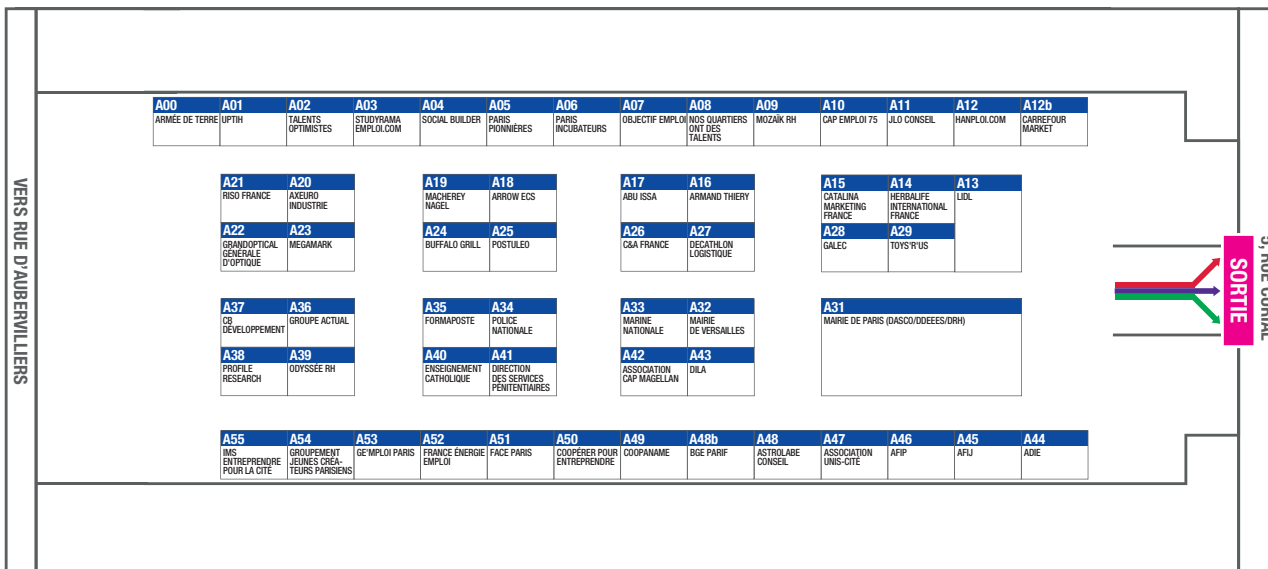 A00 A01 A02 A03 A04 A05 A06 A07 A08 A09 A10 A11 A12 A12b
ARMÉE DE TERRE
UPTIH
TALENTS
OPTIMISTES
STUDYRAMA
EMPLOI.COM
SOCIAL BUILDER
PARIS
PIONNIÈRES
PARIS
INCUBATEURS
OBJECTIF EMPLOI
NOS QUARTIERS
ONT DES
TALENTS
MOZAÏK RH
CAP EMPLOI 75
JLO CONSEIL
HANPLOI.COM
CARREFOUR
MARKET
A21 A20 A19 A18 A17 A16 A15 A14 A13
RISO FRANCE
AXEURO
INDUSTRIE
MACHEREY
NAGEL
ARROW ECS
ABU ISSA
ARMAND THIERY
CATALINA
MARKETING
FRANCE
HERBALIFE
INTERNATIONAL
FRANCE
LIDL
A22 A23 A24 A25 A26 A27 A28 A29
GRANDOPTICAL
GÉNÉRALE
D'OPTIQUE
MEGAMARK
BUFFALO GRILL
POSTULEO
C&A FRANCE
DECATHLON
LOGISTIQUE
GALEC
TOYS'R'US
A37 A36 A35 A34 A33 A32 A31
CB
DÉVELOPPEMENT
GROUPE ACTUAL
FORMAPOSTE
POLICE
NATIONALE
MARINE
NATIONALE
MAIRIE
DE VERSAILLES
MAIRIE DE PARIS (DASCO/DDEEES/DRH)
A38 A39 A40 A41 A42 A43
PROFILE
RESEARCH
ODYSSÉE RH
ENSEIGNEMENT
CATHOLIQUE
DIRECTION
DES SERVICES
PÉNITENTIAIRES
ASSOCIATION
CAP MAGELLAN
DILA
A55 A54 A53 A52 A51 A50 A49 A48b A48 A47 A46 A45 A44
IMS
ENTREPRENDRE
POUR LA CITÉ
GROUPEMENT
JEUNES CRÉA-
TEURS PARISIENS
GE'MPLOI PARIS
FRANCE ÉNERGIE
EMPLOI
FACE PARIS
COOPÉRER POUR
ENTREPRENDRE
COOPANAME
BGE PARIF
ASTROLABE
CONSEIL
ASSOCIATION
UNIS-CITÉ
AFIP
AFIJ
ADIE
VERS RUE D'AUBERVILLIERS
SORTIE
5, RUE CURIAL